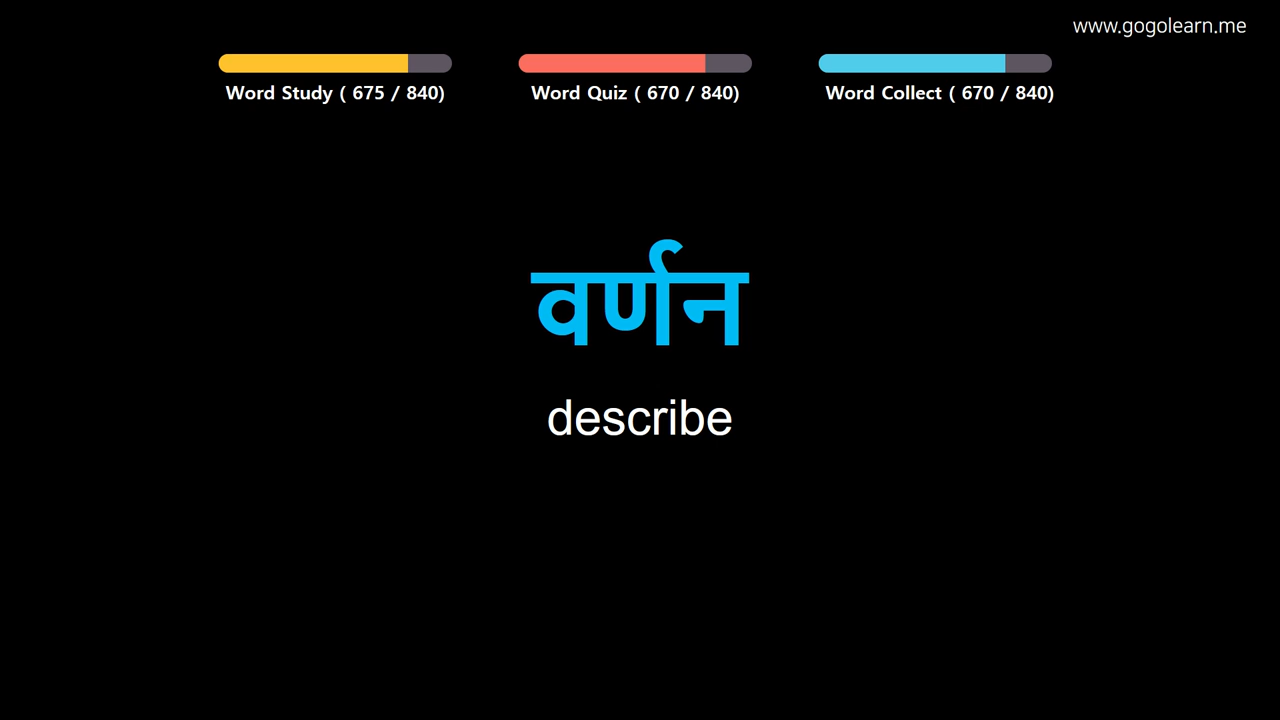 www.gogolearn.me
Word Study ( 675 / 840)
Word Quiz ( 670 / 840)
Word Collect ( 670 / 840)
वर्णन
describe